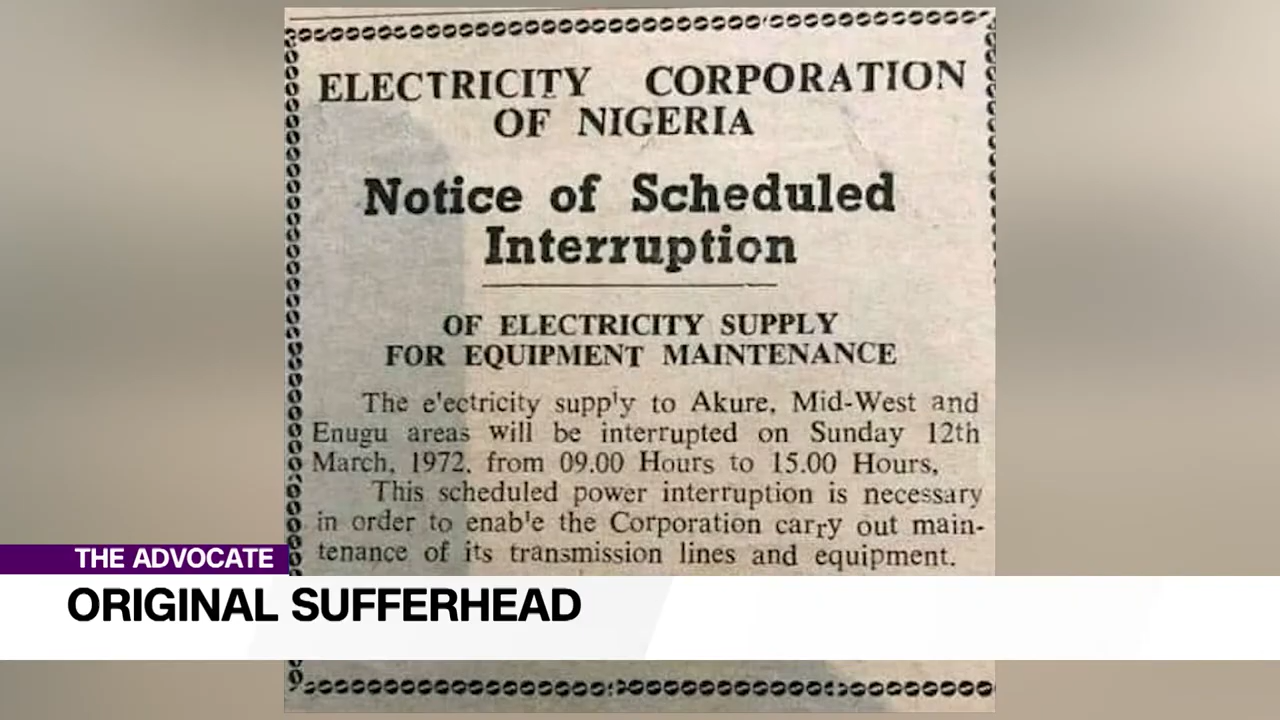 ELECTRICITY CORPORATION
OF NIGERIA
Notice of Scheduled
Interruption
OF ELECTRICITY SUPPLY
FOR EQUIPMENT MAINTENANCE
The e'ectricity supp'y to Akure, Mid-West and
Enugu areas will be interrupted on Sunday 12th
March, 1972, from 09.00 Hours to 15.00 Hours,
This scheduled power interruption is necessary
in order to enab'e the Corporation carry out main-
tenance of its transmission lines and equipment.
THE ADVOCATE
ORIGINAL SUFFERHEAD